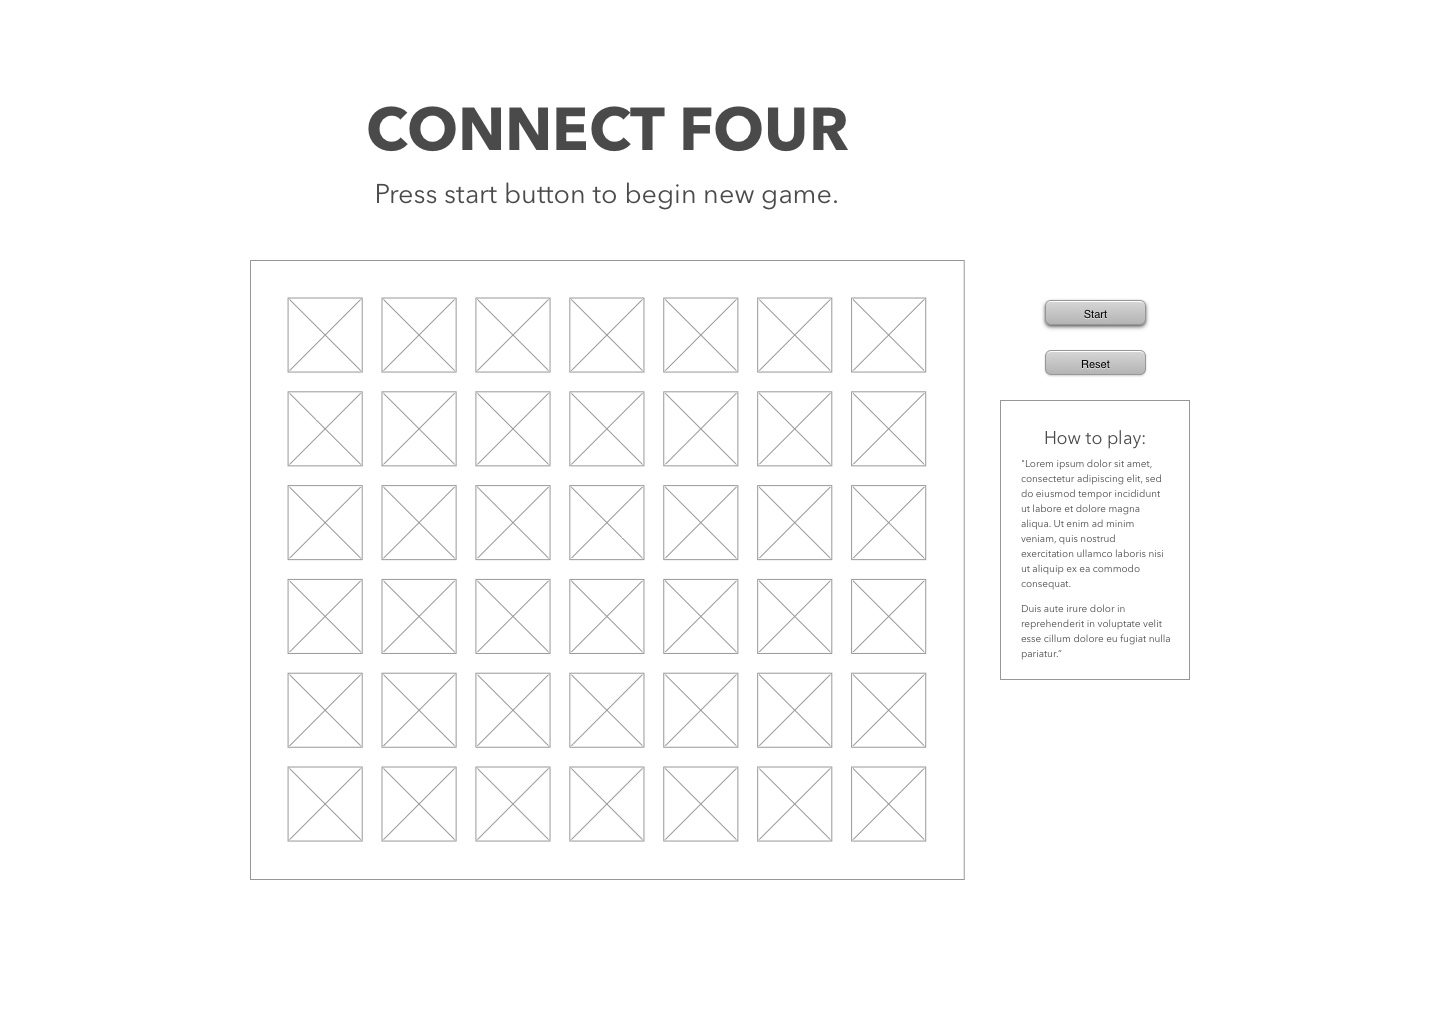 CONNECT FOUR
Press start button to begin new game.
Start
Reset
How to play:
"Lorem ipsum dolor sit amet,
consectetur adipiscing elit, sed
do eiusmod tempor incididunt
ut labore et dolore magna
aliqua. Ut enim ad minim
veniam, quis nostrud
exercitation ullamco laboris nisi
ut aliquip ex ea commodo
consequat.
Duis aute irure dolor in
reprehenderit in voluptate velit
esse cillum dolore eu fugiat nulla
pariatur."